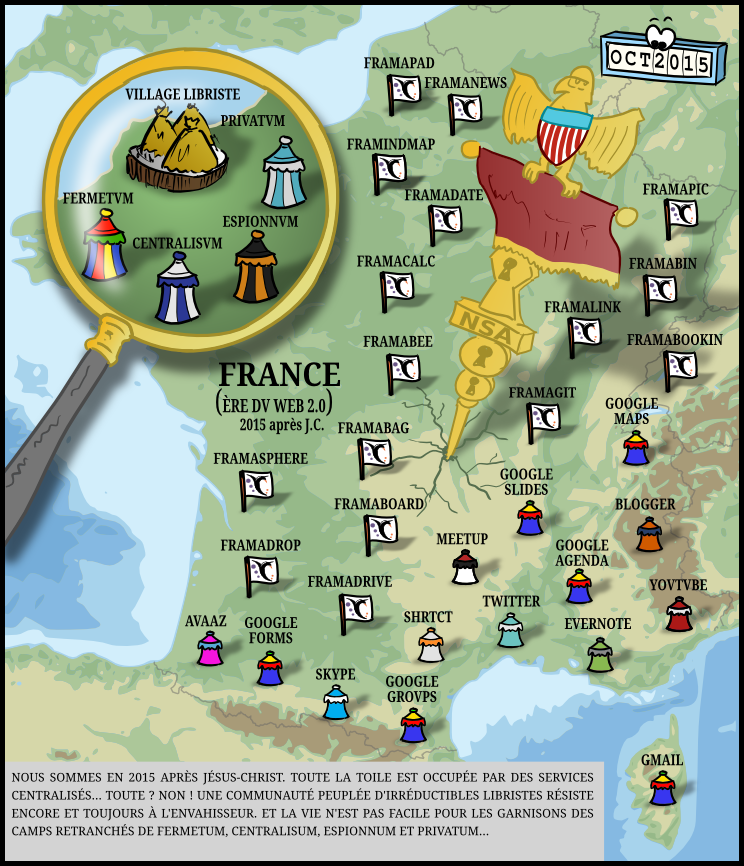 OCT2015
FRAMAPAD
FRAMANEWS
VILLAGE LIBRISTE
PRIVATVM
FRAMINDMAP
FRAMADATE
FRAMAPIC
FERMETVM
ESPIONNVM
CENTRALISVM
FRAMACALC
FRAMABIN
FRAMALINK
NSA
FRAMABEE
FRAMABOOKIN
FRANCE
(ÈRE DV WEB 2.0)
2015 après J.C.
FRAMAGIT
GOOGLE
MAPS
FRAMABAG
FRAMASPHERE
GOOGLE
SLIDES
FRAMABOARD
BLOGGER
MEETUP
FRAMADROP
GOOGLE
AGENDA
FRAMADRIVE
YOVTVBE
TWITTER
AVAAZ
GOOGLE
FORMS
SHRTCT
EVERNOTE
SKYPE
GOOGLE
GROVPS
GMAIL
NOUS SOMMES EN 2015 APRÈS JÉSUS-CHRIST. TOUTE LA TOILE EST OCCUPÉE PAR DES SERVICES
CENTRALISÉS... TOUTE ? NON ! UNE COMMUNAUTÉ PEUPLÉE D'IRRÉDUCTIBLES LIBRISTES RÉSISTE
ENCORE ET TOUJOURS À L'ENVAHISSEUR. ET LA VIE N'EST PAS FACILE POUR LES GARNISONS DES
CAMPS RETRANCHÉS DE FERMETUM, CENTRALISUM, ESPIONNUM ET PRIVATUM...